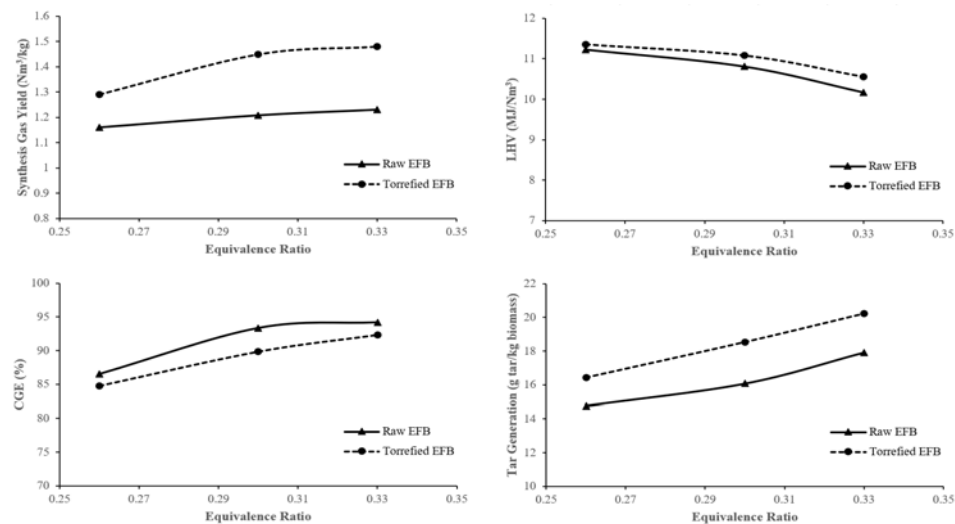 Synthesis Gas Yield (Nm³/kg)
1.6
1.5
1.4
1.3
1.2
1.1
1
0.9
0.8
0.25 0.27 0.29 0.31 0.33 0.35
Equivalence Ratio
Raw EFB
Torrefied EFB
LHV (MJ/Nm³)
12
11
10
9
8
7
0.25 0.27 0.29 0.31 0.33 0.35
Equivalence Ratio
Raw EFB
Torrefied EFB
CGE (%)
100
95
90
85
80
75
70
0.25 0.27 0.29 0.31 0.33 0.35
Equivalence Ratio
Raw EFB
Torrefied EFB
Tar Generation (g tar/kg biomass)
22
20
18
16
14
12
10
0.25 0.27 0.29 0.31 0.33 0.35
Equivalence Ratio
Raw EFB
Torrefied EFB